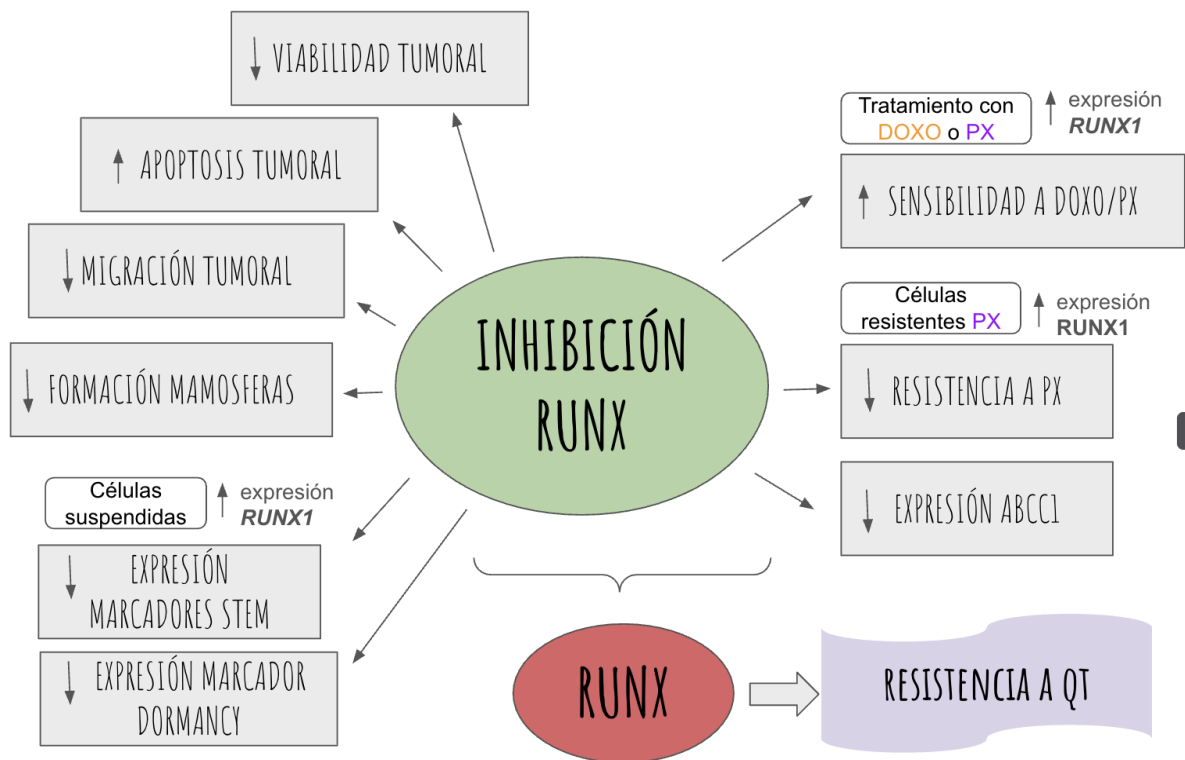 ↓ VIABILIDAD TUMORAL
↑ APOPTOSIS TUMORAL
↓ MIGRACIÓN TUMORAL
↓ FORMACIÓN MAMOSFERAS
Células
suspendidas
↑ expresión
RUNX1
↓ EXPRESIÓN
MARCADORES STEM
↓ EXPRESIÓN MARCADOR
DORMANCY
INHIBICIÓN
RUNX
Tratamiento con
DOXO o PX
↑ expresión
RUNX1
↑ SENSIBILIDAD A DOXO/PX
Células
resistentes PX
↑ expresión
RUNX1
↓ RESISTENCIA A PX
↓ EXPRESIÓN ABCC1
RUNX
RESISTENCIA A QT